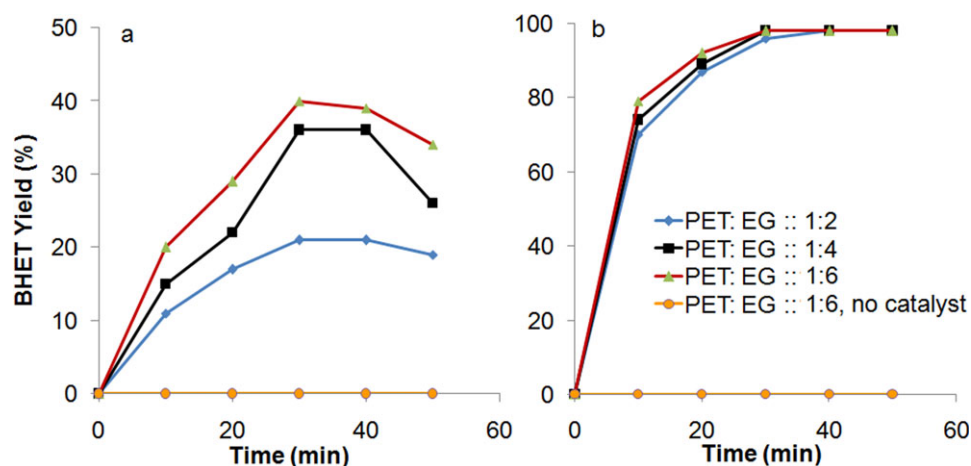 a
BHET Yield (%)
50
40
30
20
10
0
0 20 40 60
Time (min)
b
100
80
60
40
20
0
PET: EG :: 1:2
PET: EG :: 1:4
PET: EG :: 1:6
PET: EG :: 1:6, no catalyst
0 20 40 60
Time (min)